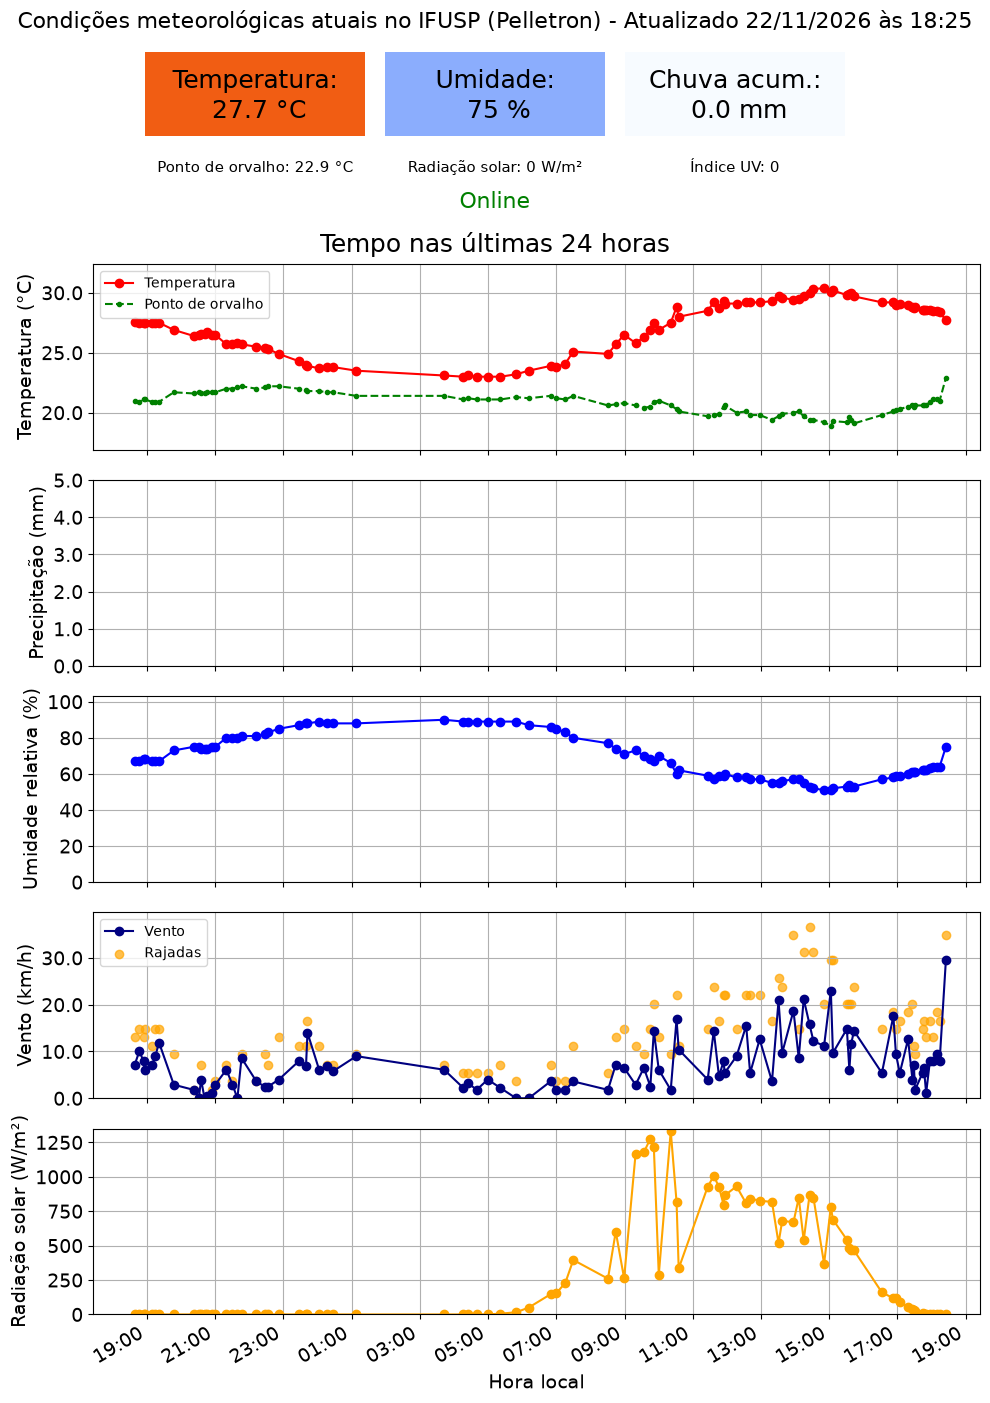 Condições meteorológicas atuais no IFUSP (Pelletron) - Atualizado 22/11/2026 às 18:25
Temperatura:
27.7 °C
Umidade:
75 %
Chuva acum.:
0.0 mm
Ponto de orvalho: 22.9 °C
Radiação solar: 0 W/m²
Índice UV: 0
Online
Tempo nas últimas 24 horas
Temperatura (°C)
30.0
25.0
20.0
Temperatura
Ponto de orvalho
Precipitação (mm)
5.0
4.0
3.0
2.0
1.0
0.0
Umidade relativa (%)
100
80
60
40
20
0
Vento (km/h)
30.0
20.0
10.0
0.0
Vento
Rajadas
Radiação solar (W/m²)
1250
1000
750
500
250
0
19:00
21:00
23:00
01:00
03:00
05:00
07:00
09:00
11:00
13:00
15:00
17:00
19:00
Hora local